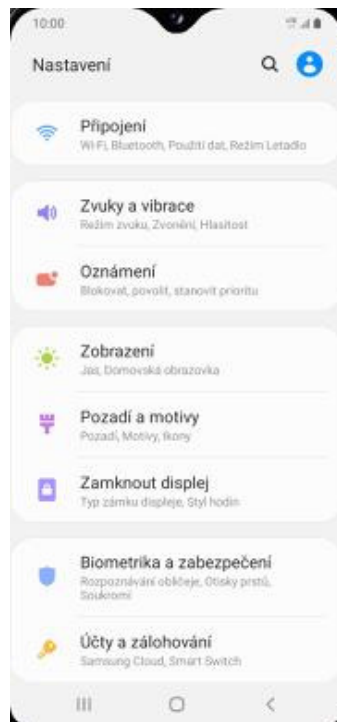 10:00
Nastavení
Připojení
Wi-Fi, Bluetooth, Použití dat, Režim Letadlo
Zvuky a vibrace
Režim zvuku, Zvonění, Hlasitost
Oznámení
Blokovat, povolit, stanovit prioritu
Zobrazení
Jas, Domovská obrazovka
Pozadí a motivy
Pozadí, Motivy, Ikony
Zamknout displej
Typ zámku displeje, Styl hodin
Biometrika a zabezpečení
Rozpoznávání obličeje, Otisky prstů,
Soukromí
Účty a zálohování
Samsung Cloud, Smart Switch